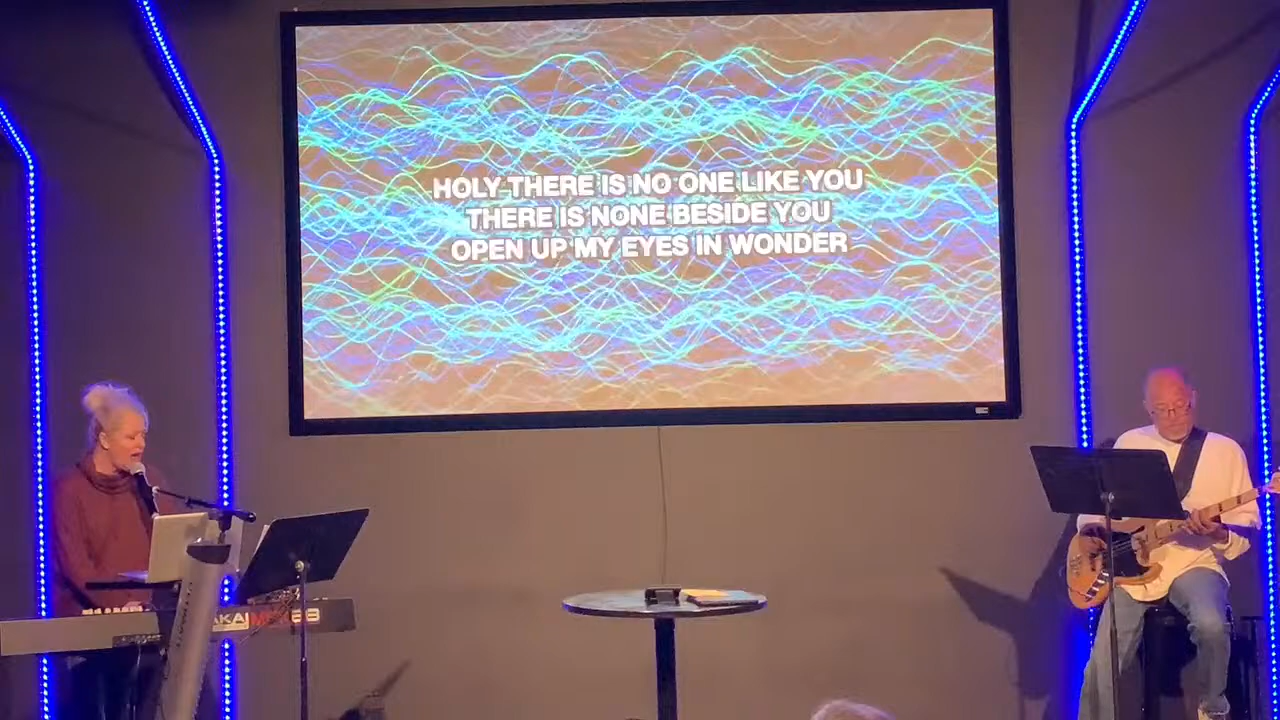 HOLY THERE IS NO ONE LIKE YOU
THERE IS NONE BESIDE YOU
OPEN UP MY EYES IN WONDER